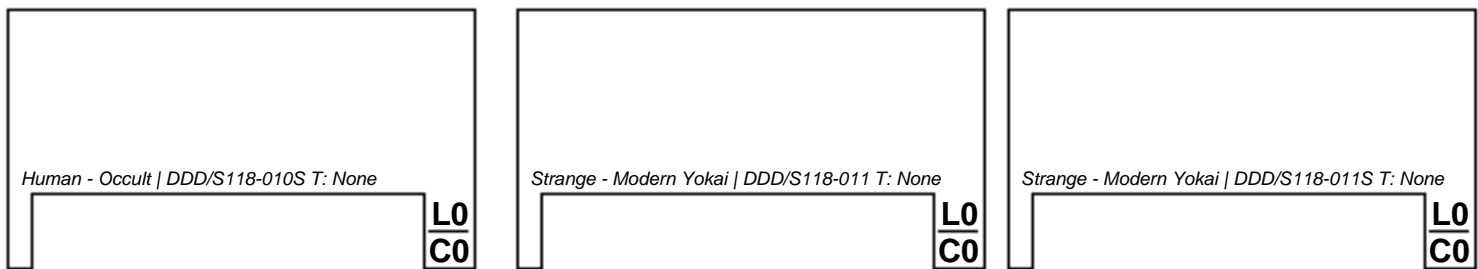 Human - Occult | DDD/S118-010S T: None
L0
C0
Strange - Modern Yokai | DDD/S118-011 T: None
L0
C0
Strange - Modern Yokai | DDD/S118-011S T: None
L0
C0